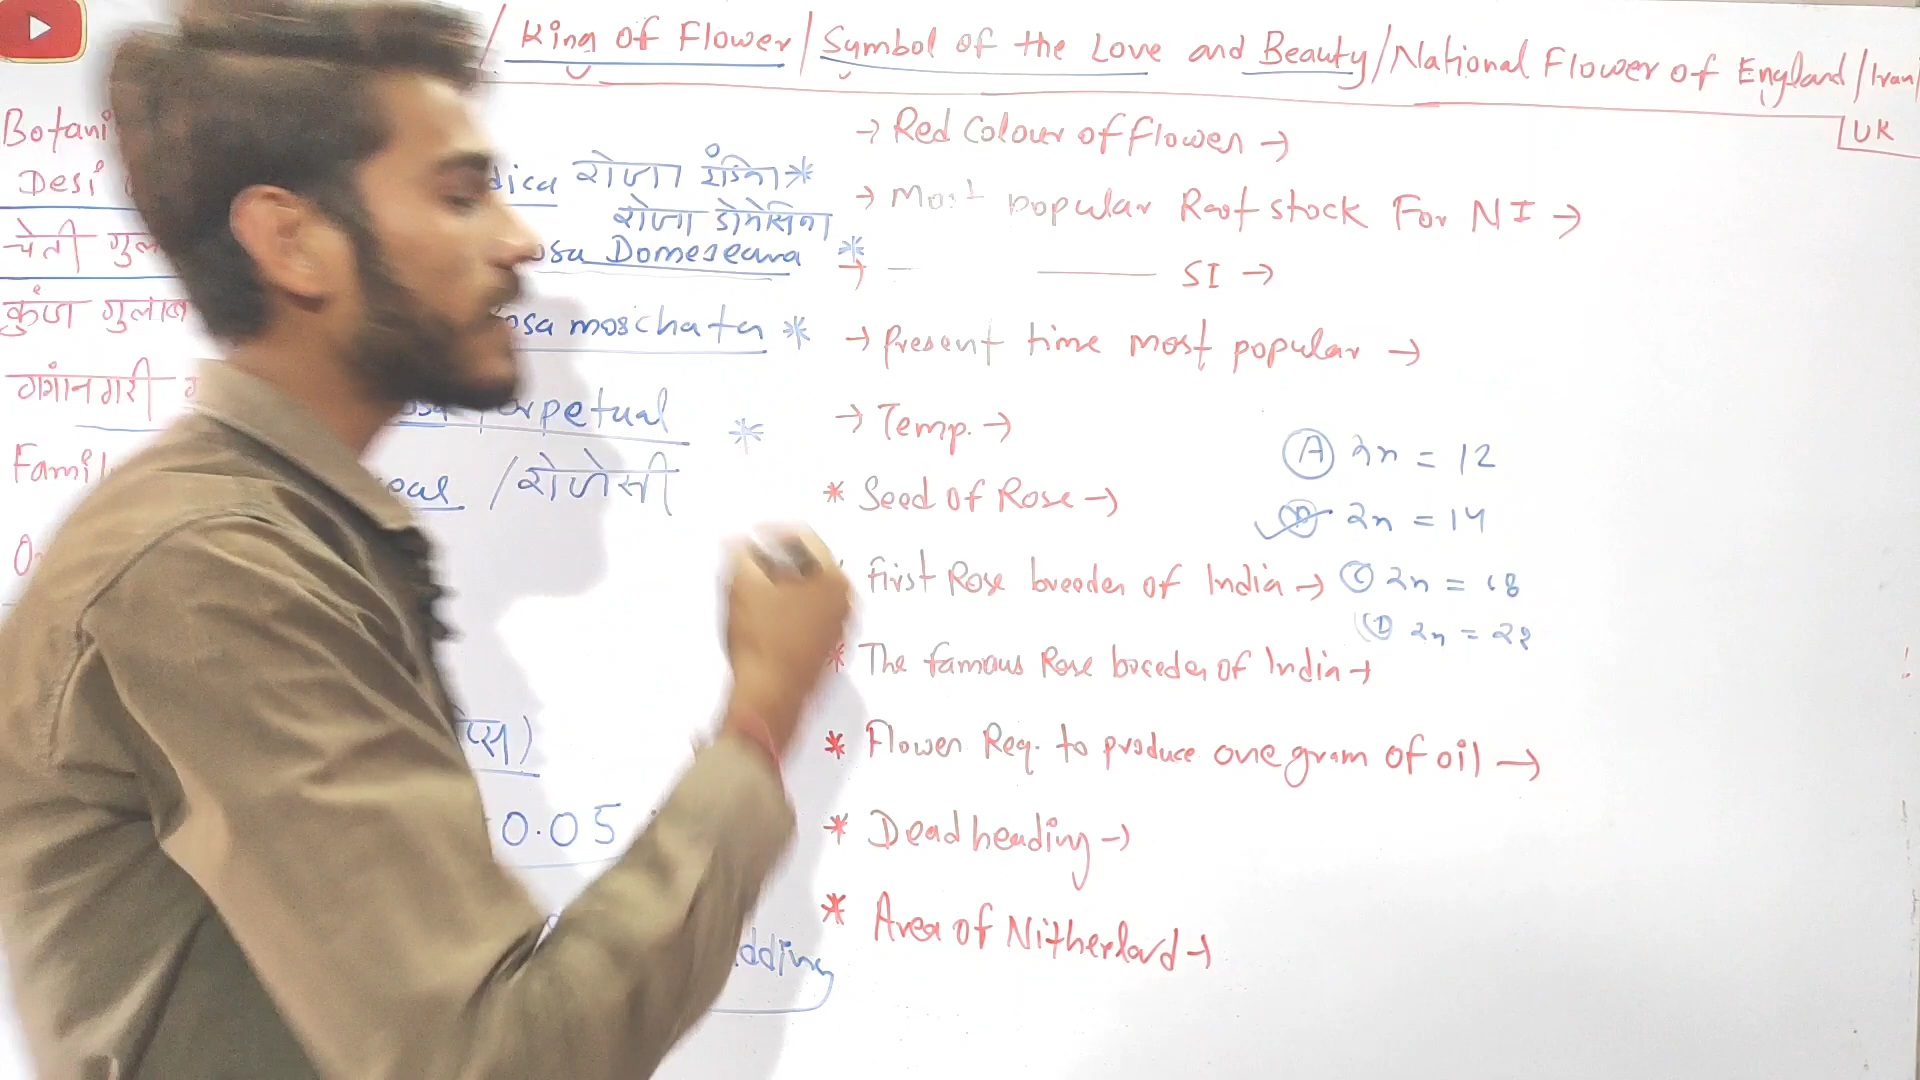 / King of Flower / Symbol of the Love and Beauty / National Flower of England / Iran
UK
Botani
Desi dica रोजा इंडिका *
रोजा डोमेसिना
चेती गुल osa Domeseana *
कुंज गुलाब osa moschata *
गगांनगरी rpetual *
Famil /रोजेसी
0.05
dding
→ Red Colour of flower →
→ Most popular Root stock For NI →
→ — —— SI →
→ Present time most popular →
→ Temp. →
* Seed of Rose →
First Rose breeder of India →
* The famous Rose breeder of India →
* Flower Req. to produce one gram of oil →
* Dead heading →
* Area of Nitherland →
(A) 2n = 12
2n = 14
(C) 2n = 18
(D) 2n = 22